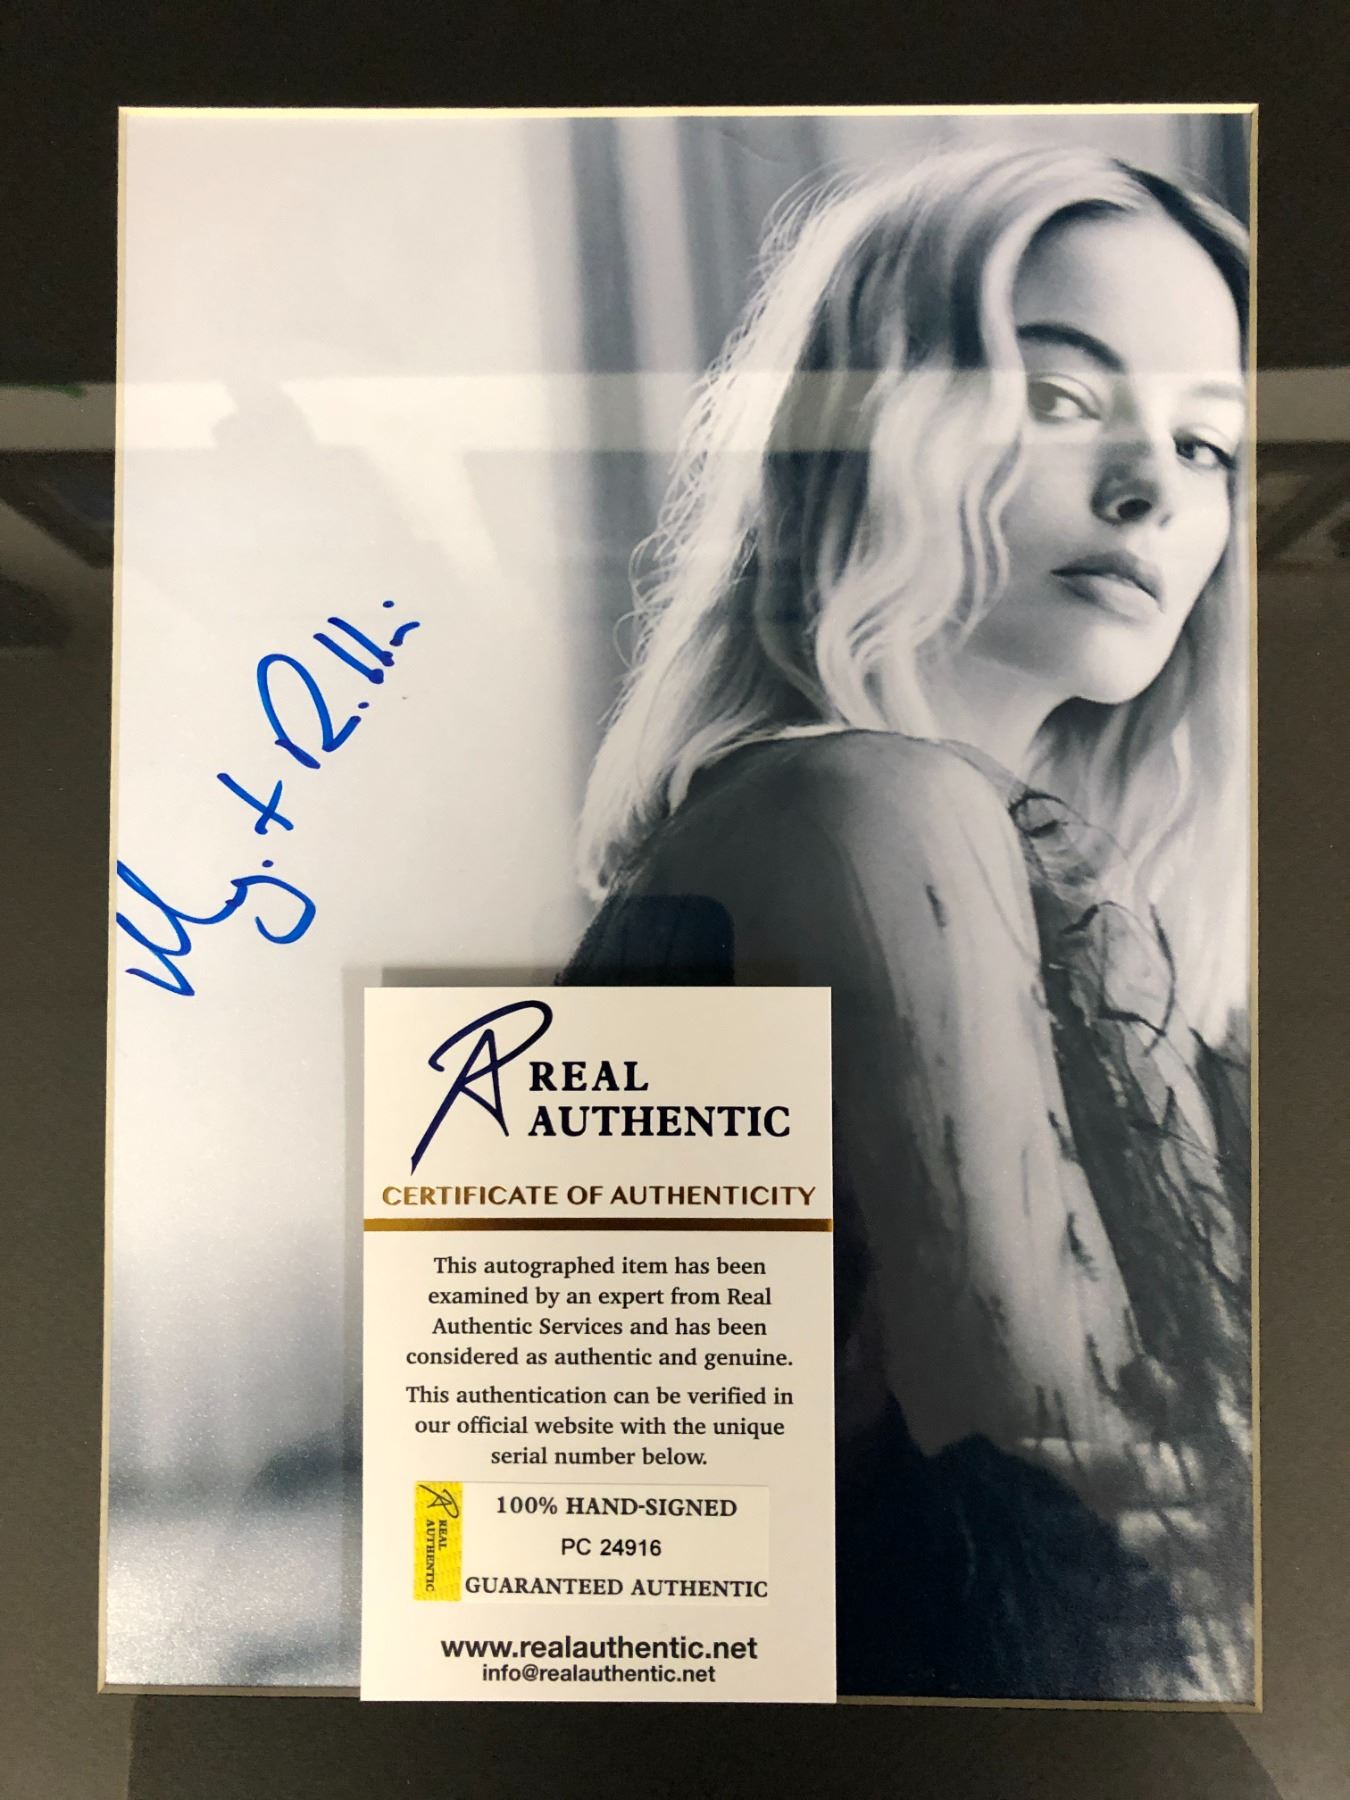 REAL
AUTHENTIC
CERTIFICATE OF AUTHENTICITY
This autographed item has been
examined by an expert from Real
Authentic Services and has been
considered as authentic and genuine.
This authentication can be verified in
our official website with the unique
serial number below.
REAL
AUTHENTIC
100% HAND-SIGNED
PC 24916
GUARANTEED AUTHENTIC
www.realauthentic.net
info@realauthentic.net